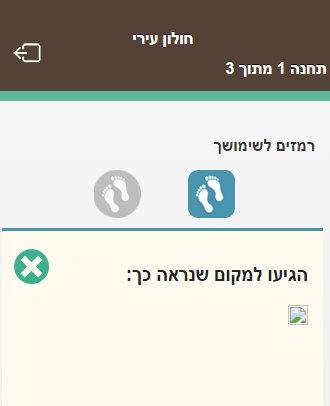 חולון עירי
תחנה 1 מתוך 3
רמזים לשימושך
הגיעו למקום שנראה כך: